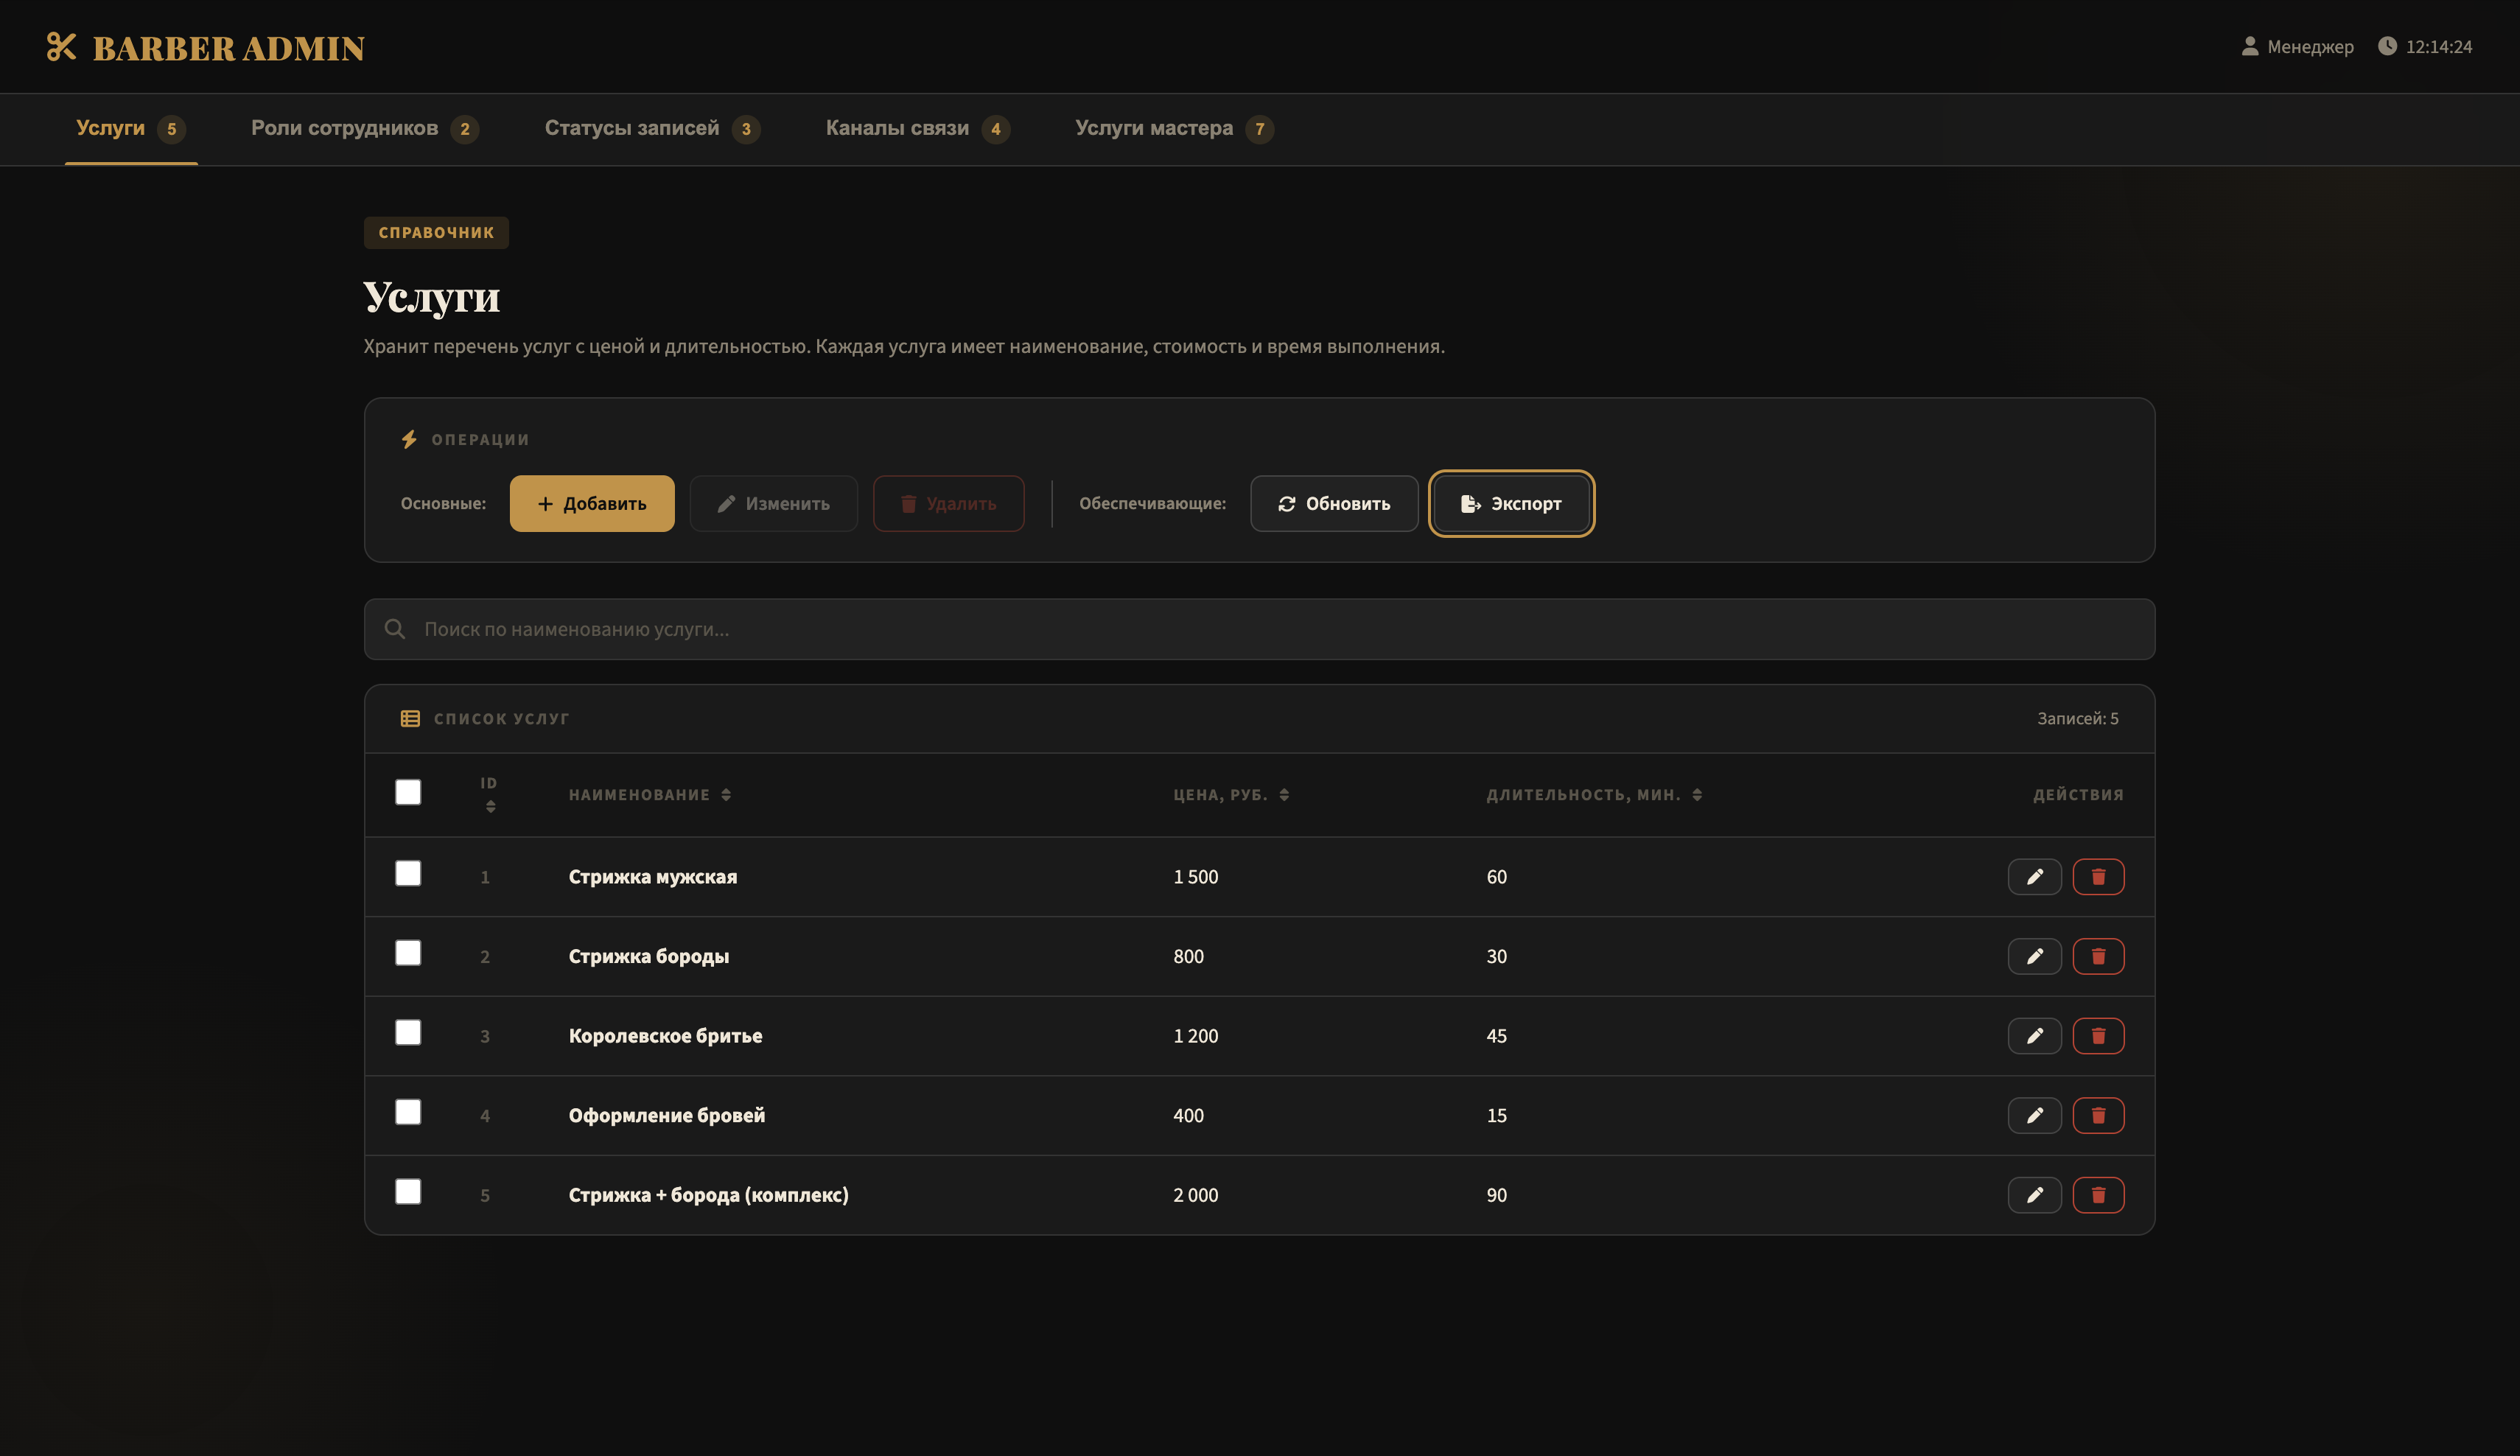 BARBER ADMIN
Менеджер 12:14:24
Услуги 5 Роли сотрудников 2 Статусы записей 3 Каналы связи 4 Услуги мастера 7
СПРАВОЧНИК
Услуги
Хранит перечень услуг с ценой и длительностью. Каждая услуга имеет наименование, стоимость и время выполнения.
ОПЕРАЦИИ
Основные: Добавить Изменить Удалить Обеспечивающие: Обновить Экспорт
Поиск по наименованию услуги...
СПИСОК УСЛУГ Записей: 5
ID НАИМЕНОВАНИЕ ЦЕНА, РУБ. ДЛИТЕЛЬНОСТЬ, МИН. ДЕЙСТВИЯ
1 Стрижка мужская 1 500 60
2 Стрижка бороды 800 30
3 Королевское бритье 1 200 45
4 Оформление бровей 400 15
5 Стрижка + борода (комплекс) 2 000 90